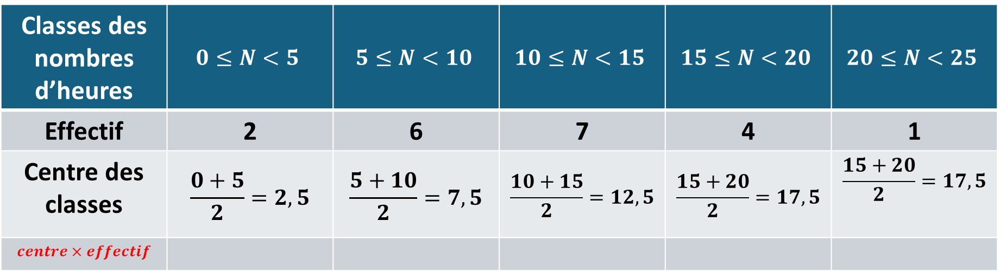 Classes des
nombres
d'heures
0 ≤ N < 5
5 ≤ N < 10
10 ≤ N < 15
15 ≤ N < 20
20 ≤ N < 25
Effectif
2
6
7
4
1
Centre des
classes
0 + 5
2
= 2, 5
5 + 10
2
= 7, 5
10 + 15
2
= 12, 5
15 + 20
2
= 17, 5
15 + 20
2
= 17, 5
centre × effectif